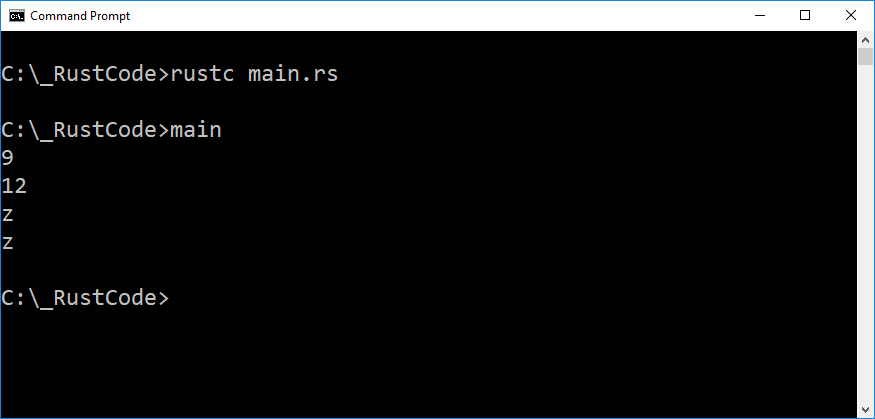 Command Prompt
C:\_RustCode>rustc main.rs
C:\_RustCode>main
9
12
z
z
C:\_RustCode>